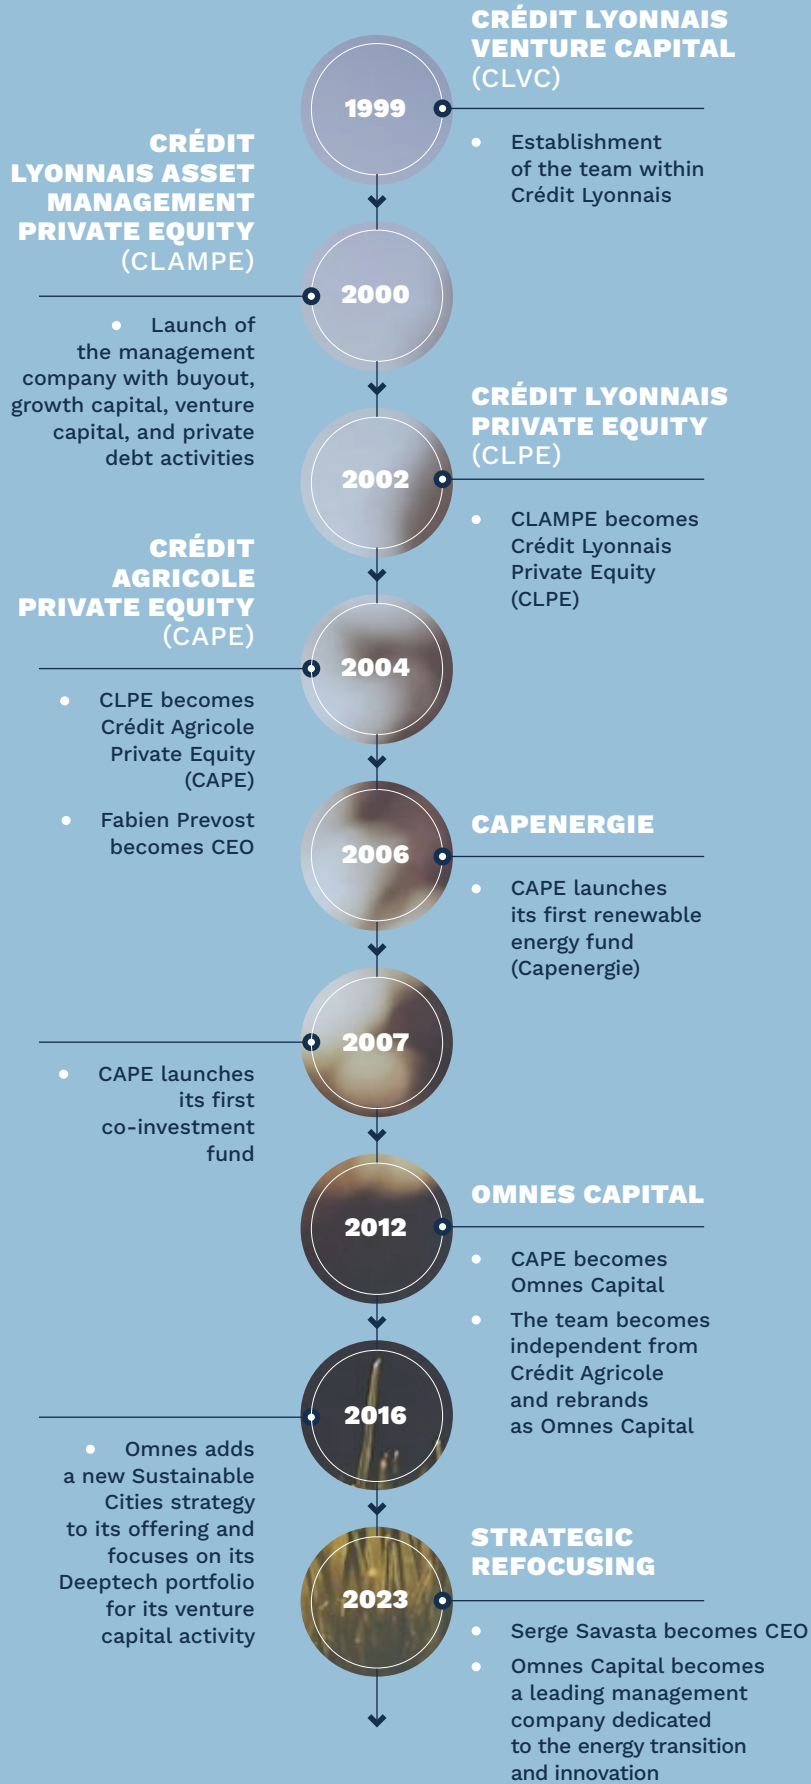 1999
CRÉDIT LYONNAIS
VENTURE CAPITAL
(CLVC)
• Establishment
of the team within
Crédit Lyonnais
2000
CRÉDIT
LYONNAIS ASSET
MANAGEMENT
PRIVATE EQUITY
(CLAMPE)
• Launch of
the management
company with buyout,
growth capital, venture
capital, and private
debt activities
2002
CRÉDIT LYONNAIS
PRIVATE EQUITY
(CLPE)
• CLAMPE becomes
Crédit Lyonnais
Private Equity
(CLPE)
2004
CRÉDIT
AGRICOLE
PRIVATE EQUITY
(CAPE)
• CLPE becomes
Crédit Agricole
Private Equity
(CAPE)
• Fabien Prevost
becomes CEO
2006
CAPENERGIE
• CAPE launches
its first renewable
energy fund
(Capenergie)
2007
• CAPE launches
its first
co-investment
fund
2012
OMNES CAPITAL
• CAPE becomes
Omnes Capital
• The team becomes
independent from
Crédit Agricole
and rebrands
as Omnes Capital
2016
• Omnes adds
a new Sustainable
Cities strategy
to its offering and
focuses on its
Deeptech portfolio
for its venture
capital activity
2023
STRATEGIC
REFOCUSING
• Serge Savasta becomes CEO
• Omnes Capital becomes
a leading management
company dedicated
to the energy transition
and innovation